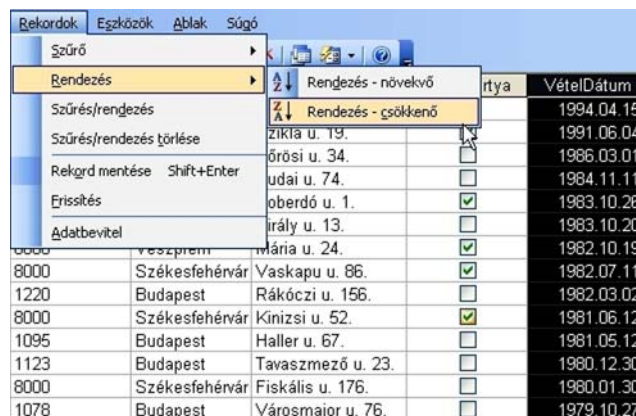 Rekordok Eszközök Ablak Súgó
Szűrő
Rendezés
Rendezés - növekvő
Rendezés - csökkenő
Szűrés/rendezés
Szűrés/rendezés törlése
Rekord mentése Shift+Enter
Frissítés
Adatbevitel
rtya VételDátum
1994.04.15
zikla u. 19. 1991.06.04
őrösi u. 34. 1986.03.01
udai u. 74. 1984.11.11
oberdó u. 1. 1983.10.26
irály u. 13. 1983.10.20
8000 Veszprém Mária u. 24. 1982.10.19
8000 Székesfehérvár Vaskapu u. 86. 1982.07.11
1220 Budapest Rákóczi u. 156. 1982.03.02
8000 Székesfehérvár Kinizsi u. 52. 1981.06.12
1095 Budapest Haller u. 67. 1981.05.12
1123 Budapest Tavaszmező u. 23. 1980.12.30
8000 Székesfehérvár Fiskális u. 176. 1980.01.30
1078 Budapest Városmajor u. 76. 1979.10.27